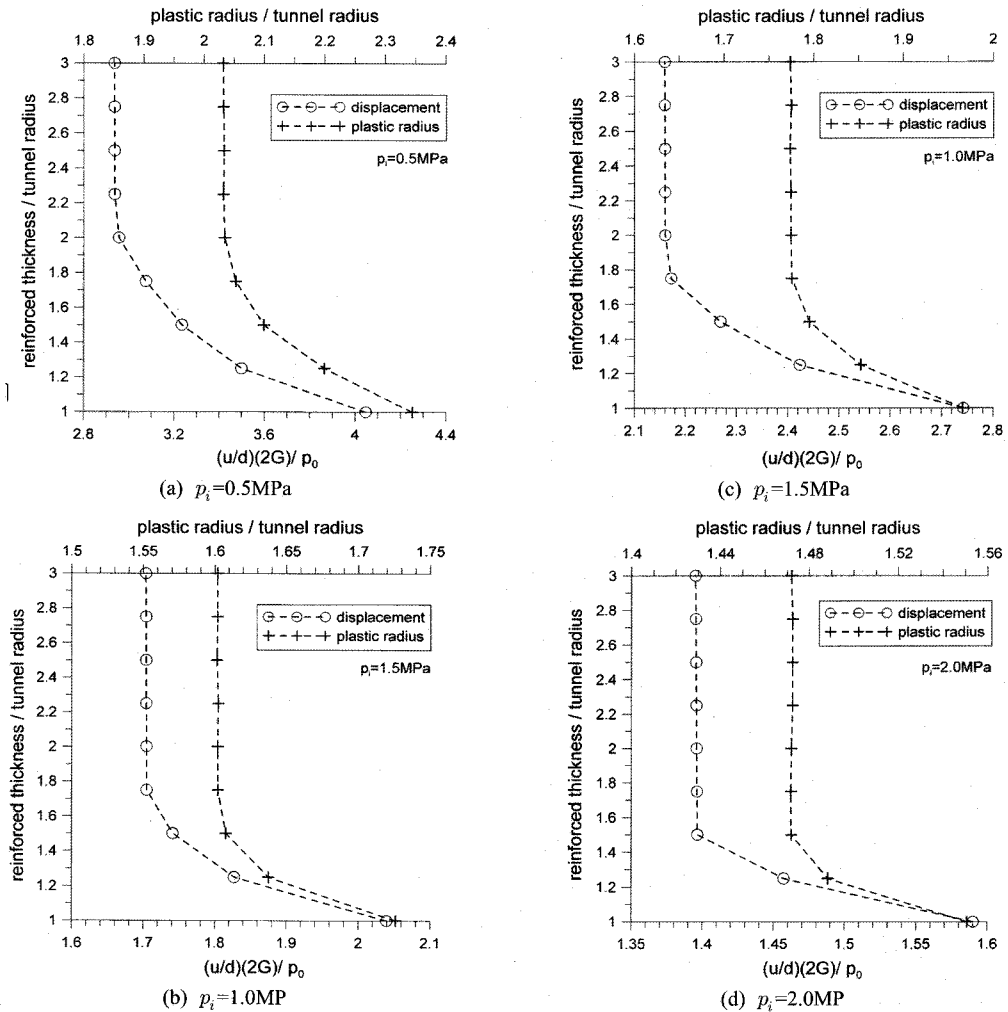 plastic radius / tunnel radius
1.8 1.9 2 2.1 2.2 2.3 2.4
3
2.8
2.6
2.4
2.2
2
1.8
1.6
1.4
1.2
1
reinforced thickness / tunnel radius
displacement
plastic radius
pi=0.5MPa
2.8 3.2 3.6 4 4.4
(u/d)(2G)/ p0
(a) pi=0.5MPa
plastic radius / tunnel radius
1.6 1.7 1.8 1.9 2
3
2.8
2.6
2.4
2.2
2
1.8
1.6
1.4
1.2
1
reinforced thickness / tunnel radius
displacement
plastic radius
pi=1.0MPa
2.1 2.2 2.3 2.4 2.5 2.6 2.7 2.8
(u/d)(2G)/ p0
(c) pi=1.5MPa
plastic radius / tunnel radius
1.5 1.55 1.6 1.65 1.7 1.75
3
2.8
2.6
2.4
2.2
2
1.8
1.6
1.4
1.2
1
reinforced thickness / tunnel radius
displacement
plastic radius
pi=1.5MPa
1.6 1.7 1.8 1.9 2 2.1
(u/d)(2G)/ p0
(b) pi=1.0MP
plastic radius / tunnel radius
1.4 1.44 1.48 1.52 1.56
3
2.8
2.6
2.4
2.2
2
1.8
1.6
1.4
1.2
1
reinforced thickness / tunnel radius
displacement
plastic radius
pi=2.0MPa
1.35 1.4 1.45 1.5 1.55 1.6
(u/d)(2G)/ p0
(d) pi=2.0MP